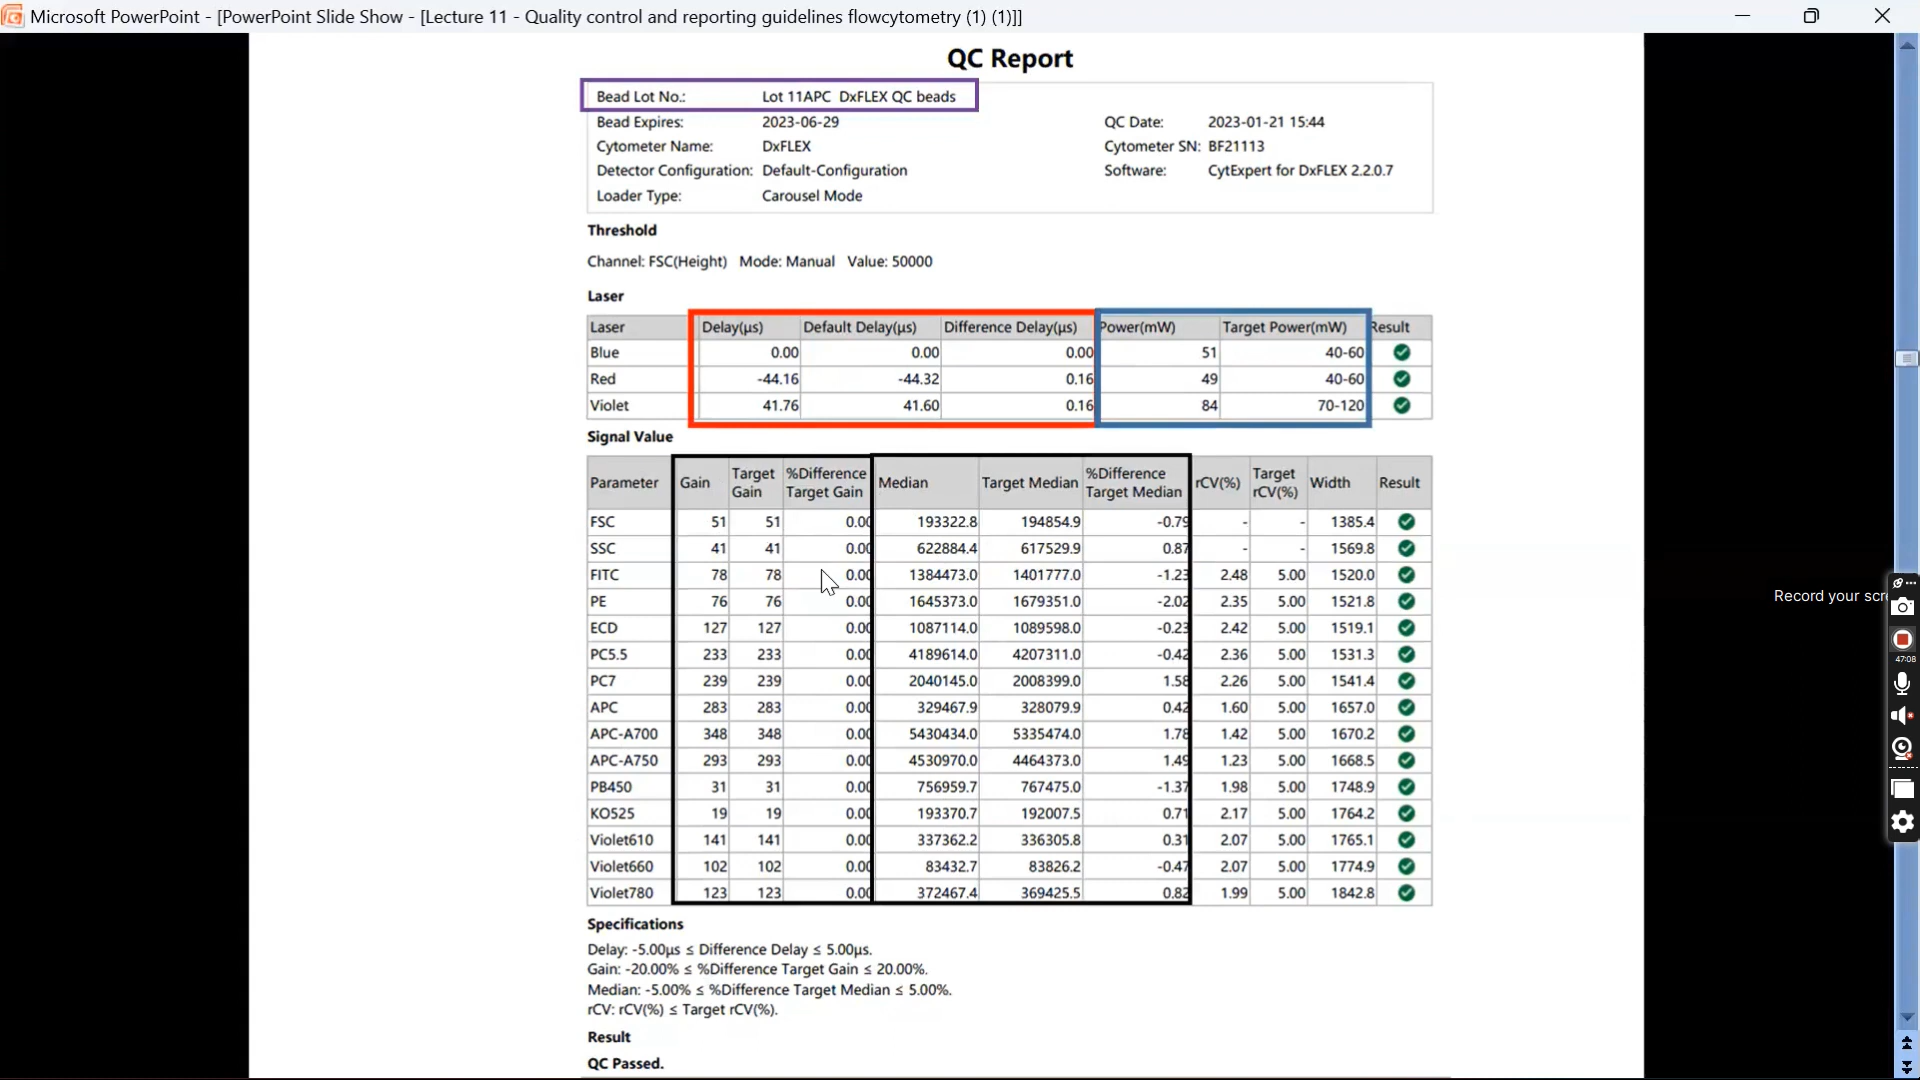 Microsoft PowerPoint - [PowerPoint Slide Show - [Lecture 11 - Quality control and reporting guidelines flowcytometry (1) (1)]]
QC Report
Bead Lot No.: Lot 11APC DxFLEX QC beads
Bead Expires: 2023-06-29 QC Date: 2023-01-21 15:44
Cytometer Name: DxFLEX Cytometer SN: BF21113
Detector Configuration: Default-Configuration Software: CytExpert for DxFLEX 2.2.0.7
Loader Type: Carousel Mode
Threshold
Channel: FSC(Height) Mode: Manual Value: 50000
Laser
Laser Delay(µs) Default Delay(µs) Difference Delay(µs) Power(mW) Target Power(mW) Result
Blue 0.00 0.00 0.00 51 40-60
Red -44.16 -44.32 0.16 49 40-60
Violet 41.76 41.60 0.16 84 70-120
Signal Value
Parameter Gain Target Gain %Difference Target Gain Median Target Median %Difference Target Median rCV(%) Target rCV(%) Width Result
FSC 51 51 0.00 193322.8 194854.9 -0.79 - - 1385.4
SSC 41 41 0.00 622884.4 617529.9 0.87 - - 1569.8
FITC 78 78 0.00 1384473.0 1401777.0 -1.23 2.48 5.00 1520.0
PE 76 76 0.00 1645373.0 1679351.0 -2.02 2.35 5.00 1521.8
ECD 127 127 0.00 1087114.0 1089598.0 -0.23 2.42 5.00 1519.1
PC5.5 233 233 0.00 4189614.0 4207311.0 -0.42 2.36 5.00 1531.3
PC7 239 239 0.00 2040145.0 2008399.0 1.58 2.26 5.00 1541.4
APC 283 283 0.00 329467.9 328079.9 0.42 1.60 5.00 1657.0
APC-A700 348 348 0.00 5430434.0 5335474.0 1.78 1.42 5.00 1670.2
APC-A750 293 293 0.00 4530970.0 4464373.0 1.49 1.23 5.00 1668.5
PB450 31 31 0.00 756959.7 767475.0 -1.37 1.98 5.00 1748.9
KO525 19 19 0.00 193370.7 192007.5 0.71 2.17 5.00 1764.2
Violet610 141 141 0.00 337362.2 336305.8 0.31 2.07 5.00 1765.1
Violet660 102 102 0.00 83432.7 83826.2 -0.47 2.07 5.00 1774.9
Violet780 123 123 0.00 372467.4 369425.5 0.82 1.99 5.00 1842.8
Specifications
Delay: -5.00µs ≤ Difference Delay ≤ 5.00µs.
Gain: -20.00% ≤ %Difference Target Gain ≤ 20.00%.
Median: -5.00% ≤ %Difference Target Median ≤ 5.00%.
rCV: rCV(%) ≤ Target rCV(%).
Result
QC Passed.
Record your scre
47:08